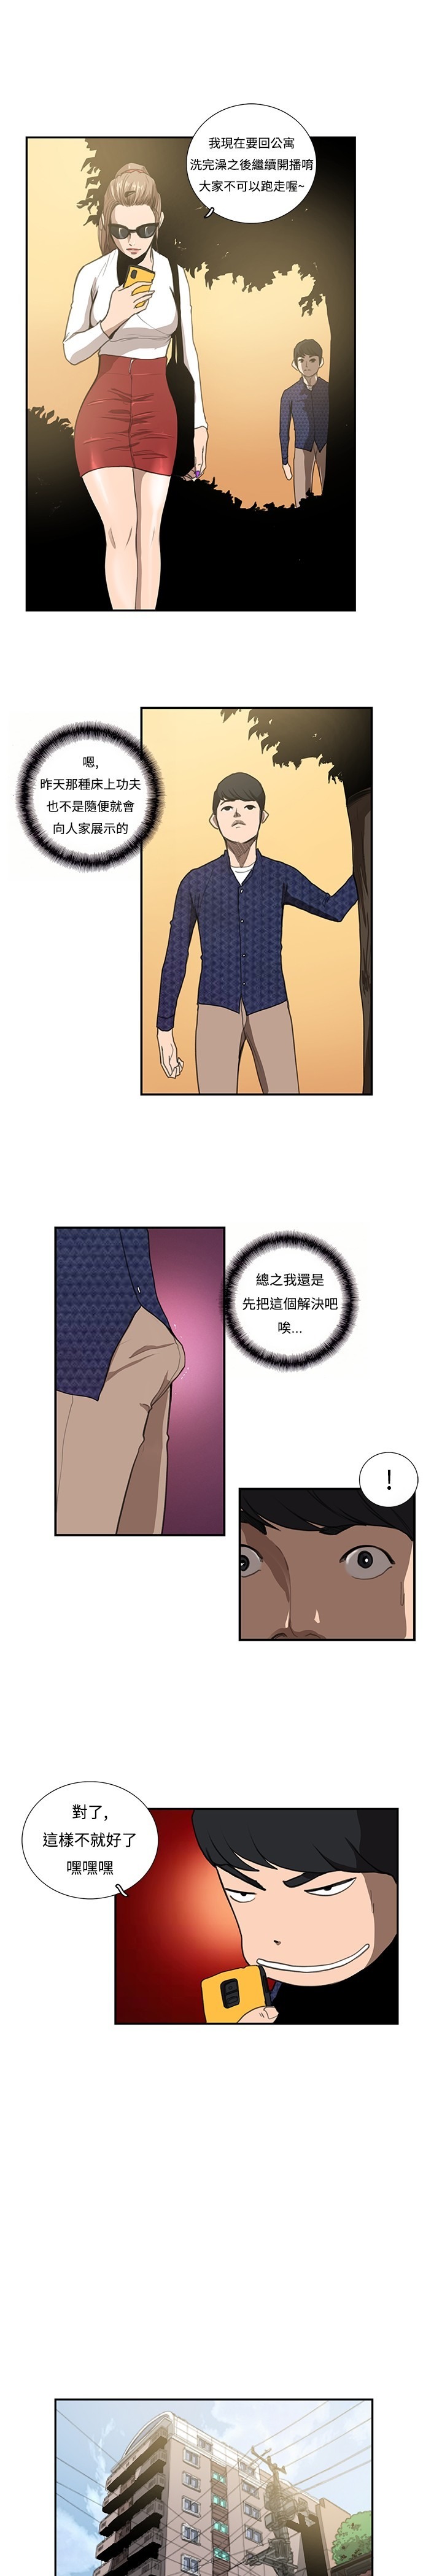 我現在要回公寓
洗完澡之後繼續開播唷
大家不可以跑走喔~
嗯,
昨天那種床上功夫
也不是隨便就會
向人家展示的
總之我還是
先把這個解決吧
唉...
!
對了,
這樣不就好了
嘿嘿嘿